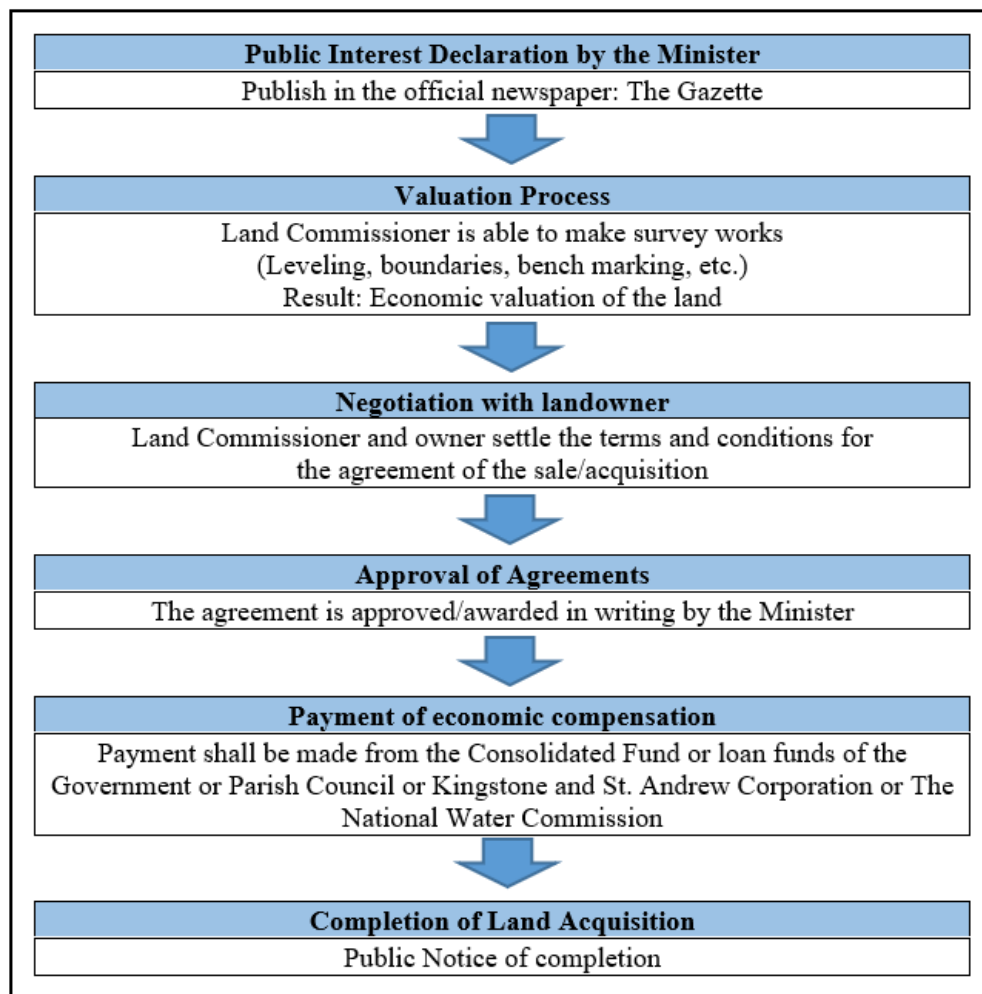 Public Interest Declaration by the Minister
Publish in the official newspaper: The Gazette
Valuation Process
Land Commissioner is able to make survey works
(Leveling, boundaries, bench marking, etc.)
Result: Economic valuation of the land
Negotiation with landowner
Land Commissioner and owner settle the terms and conditions for
the agreement of the sale/acquisition
Approval of Agreements
The agreement is approved/awarded in writing by the Minister
Payment of economic compensation
Payment shall be made from the Consolidated Fund or loan funds of the
Government or Parish Council or Kingstone and St. Andrew Corporation or The
National Water Commission
Completion of Land Acquisition
Public Notice of completion